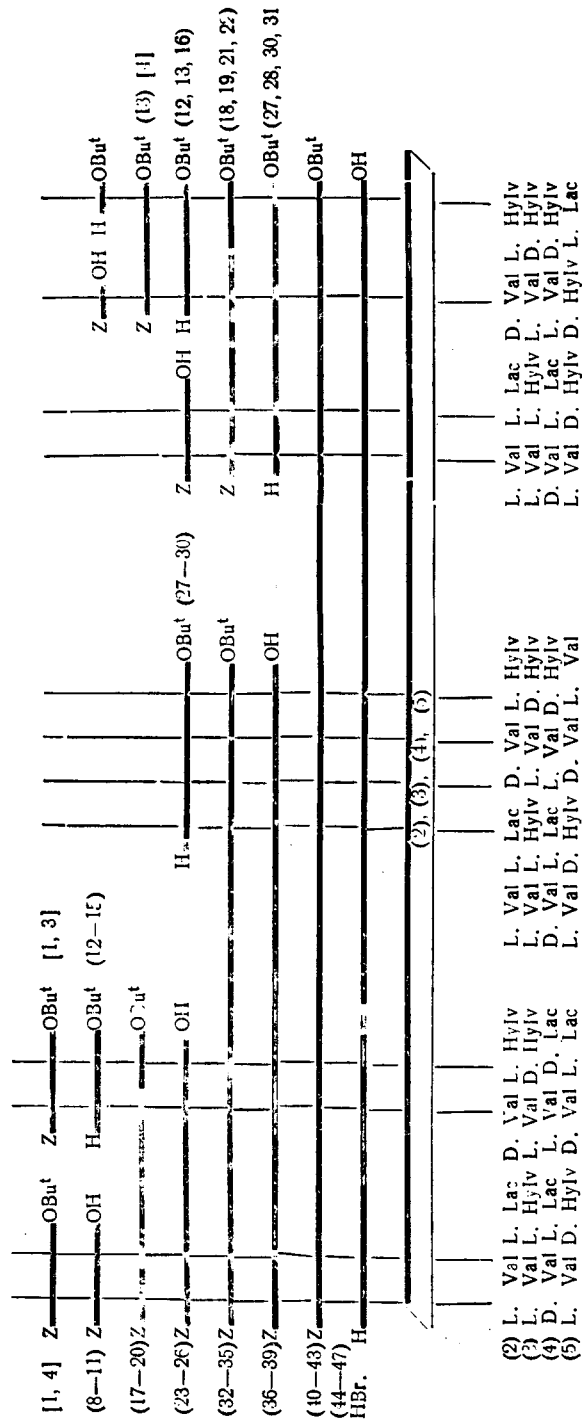 [1, 4] Z OBuᵗ Z OBuᵗ [1, 3]
(8—11) Z OH H OBuᵗ (12—15) Z OH H OBuᵗ
(17—20) Z OBuᵗ Z OBuᵗ (13) [4]
(23—26) Z OH H OBuᵗ (27—30) Z OH H OBuᵗ (12, 13, 16)
(32—35) Z OBuᵗ Z OBuᵗ (18, 19, 21, 22)
(36—39) Z OH H OBuᵗ (27, 28, 30, 31)
(40—43) Z OBuᵗ
(44—47) H OH
HBr.
(2), (3), (4), (5)
(2) L. Val L. Lac D. Val L. Hylv L. Val L. Lac D. Val L. Hylv L. Val L. Lac D. Val L. Hylv
(3) L. Val L. Hylv L. Val D. Hylv L. Val L. Hylv L. Val D. Hylv L. Val L. Hylv L. Val D. Hylv
(4) D. Val L. Lac L. Val D. Lac D. Val L. Lac L. Val D. Hylv D. Val L. Lac L. Val D. Hylv
(5) L. Val D. Hylv D. Val L. Lac L. Val D. Hylv D. Val L. Val L. Val D. Hylv D. Hylv L. Lac